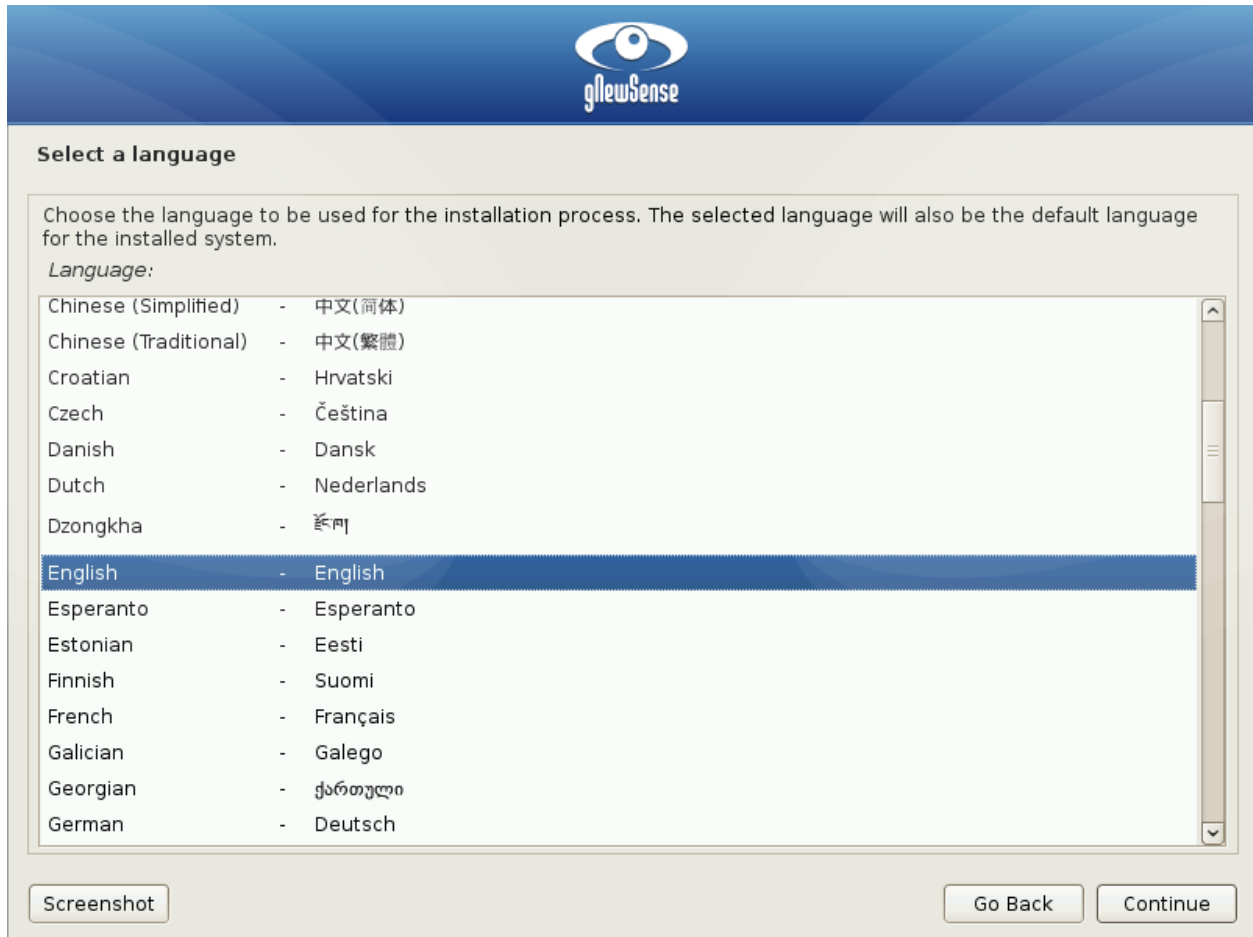 gNewSense
Select a language
Choose the language to be used for the installation process. The selected language will also be the default language
for the installed system.
Language:
Chinese (Simplified) - 中文(简体)
Chinese (Traditional) - 中文(繁體)
Croatian - Hrvatski
Czech - Čeština
Danish - Dansk
Dutch - Nederlands
Dzongkha - རྫོང་ཁ།
English - English
Esperanto - Esperanto
Estonian - Eesti
Finnish - Suomi
French - Français
Galician - Galego
Georgian - ქართული
German - Deutsch
Screenshot Go Back Continue